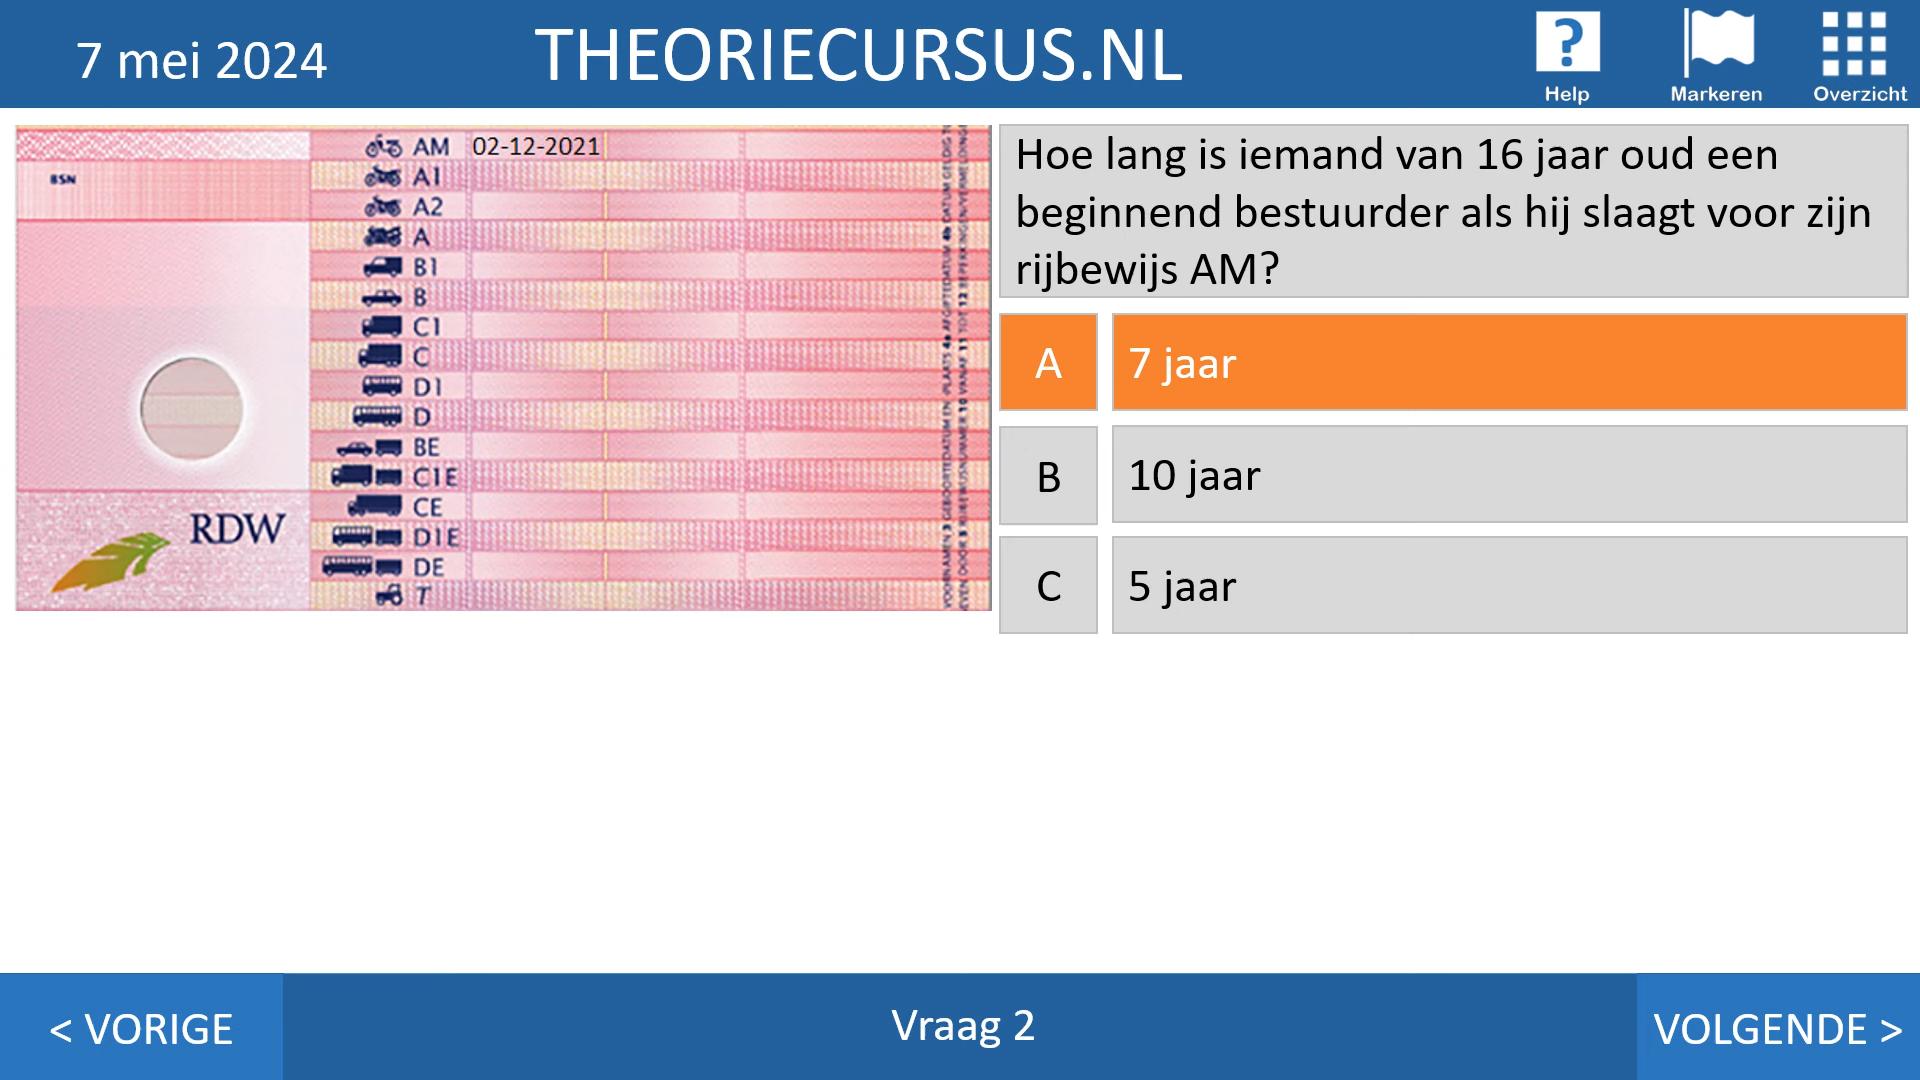 7 mei 2024
THEORIECURSUS.NL
?
Help
Markeren
Overzicht
BSN
AM 02-12-2021
A1
A2
A
B1
B
C1
C
D1
D
BE
C1E
CE
D1E
DE
T
RDW
Hoe lang is iemand van 16 jaar oud een
beginnend bestuurder als hij slaagt voor zijn
rijbewijs AM?
A 7 jaar
B 10 jaar
C 5 jaar
< VORIGE
Vraag 2
VOLGENDE >